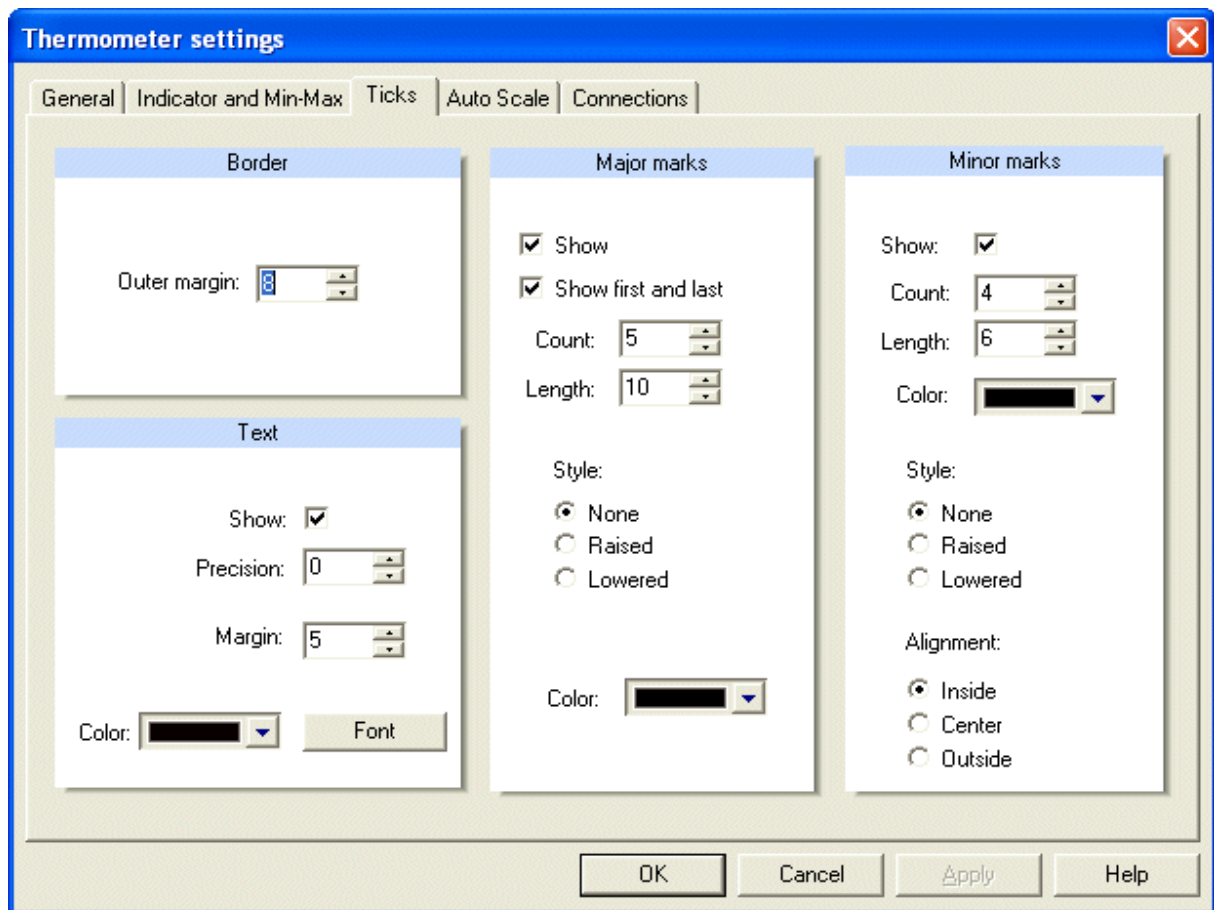 Thermometer settings
General Indicator and Min-Max Ticks Auto Scale Connections
Border
Outer margin: 8
Text
Show:
Precision: 0
Margin: 5
Color: Font
Major marks
Show
Show first and last
Count: 5
Length: 10
Style:
None
Raised
Lowered
Color:
Minor marks
Show:
Count: 4
Length: 6
Color:
Style:
None
Raised
Lowered
Alignment:
Inside
Center
Outside
OK Cancel Apply Help